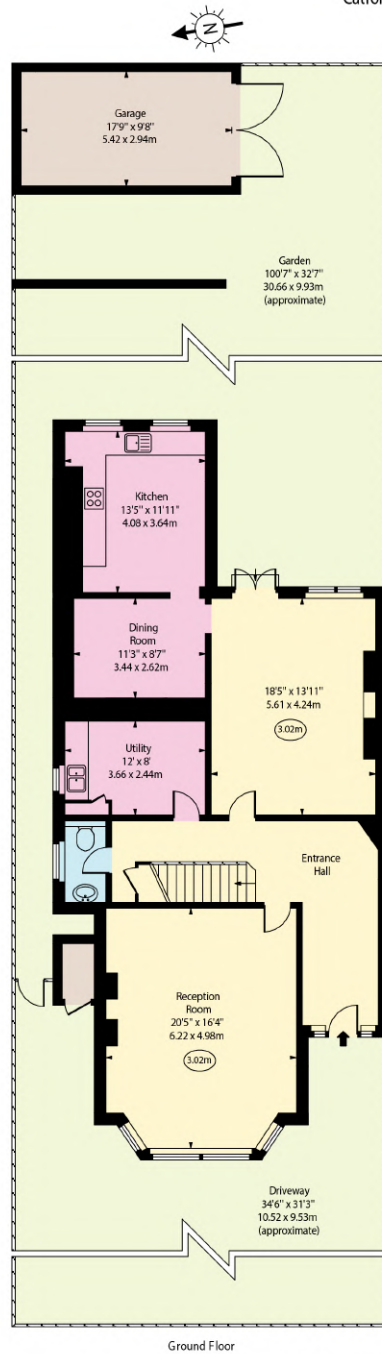 N
Garage
17'9" x 9'8"
5.42 x 2.94m
Garden
100'7" x 32'7"
30.66 x 9.93m
(approximate)
Kitchen
13'5" x 11'11"
4.08 x 3.64m
Dining
Room
11'3" x 8'7"
3.44 x 2.62m
18'5" x 13'11"
5.61 x 4.24m
3.02m
Utility
12' x 8'
3.66 x 2.44m
Entrance
Hall
Reception
Room
20'5" x 16'4"
6.22 x 4.98m
3.02m
Driveway
34'6" x 31'3"
10.52 x 9.53m
(approximate)
Ground Floor